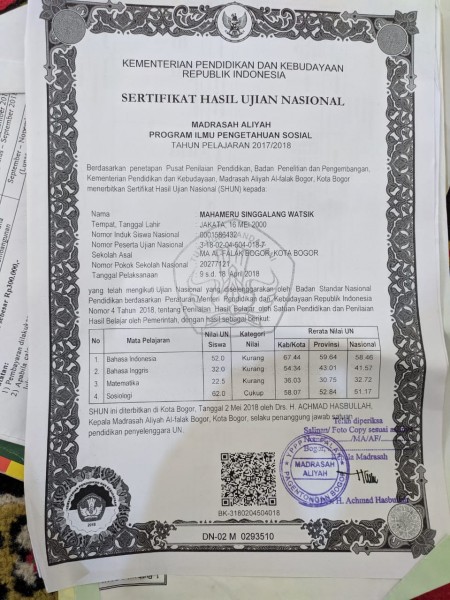 KEMENTERIAN PENDIDIKAN DAN KEBUDAYAAN
REPUBLIK INDONESIA
SERTIFIKAT HASIL UJIAN NASIONAL
MADRASAH ALIYAH
PROGRAM ILMU PENGETAHUAN SOSIAL
TAHUN PELAJARAN 2017/2018
Berdasarkan penetapan Pusat Penilaian Pendidikan, Badan Penelitian dan Pengembangan,
Kementerian Pendidikan dan Kebudayaan, Madrasah Aliyah Al-falak Bogor, Kota Bogor
menerbitkan Sertifikat Hasil Ujian Nasional (SHUN) kepada:
Nama MAHAMERU SINGGALANG WATSIK
Tempat, Tanggal Lahir JAKATA, 16 MEI 2000
Nomor Induk Siswa Nasional 0001586432
Nomor Peserta Ujian Nasional 3-18-02-04-504-018-7
Sekolah Asal MA AL-FALAK BOGOR, KOTA BOGOR
Nomor Pokok Sekolah Nasional 20277121
Tanggal Pelaksanaan 9 s.d. 18 April 2018
yang telah mengikuti Ujian Nasional yang diselenggarakan oleh Badan Standar Nasional
Pendidikan berdasarkan Peraturan Menteri Pendidikan dan Kebudayaan Republik Indonesia
Nomor 4 Tahun 2018, tentang Penilaian Hasil Belajar oleh Satuan Pendidikan dan Penilaian
Hasil Belajar oleh Pemerintah, dengan hasil sebagai berikut:
No Mata Pelajaran Nilai UN Siswa Kategori Nilai Rerata Nilai UN
Kab/Kota Provinsi Nasional
1 Bahasa Indonesia 52.0 Kurang 67.44 59.64 58.46
2 Bahasa Inggris 32.0 Kurang 54.34 43.01 41.57
3 Matematika 22.5 Kurang 36.03 30.75 32.72
4 Sosiologi 62.0 Cukup 58.07 52.84 51.17
SHUN ini diterbitkan di Kota Bogor, Tanggal 2 Mei 2018 oleh Drs. H. ACHMAD HASBULLAH,
Kepala Madrasah Aliyah Al-falak Bogor, Kota Bogor, selaku penanggung jawab satuan
pendidikan penyelenggara UN.
Telah diperiksa
Salinan/ Foto Copy sesuai
/MA/AF/
Bogor,
Madrasah
MADRASAH
ALIYAH
PAGENTONGAN BOGOR
H. Achmad Hasbullah
BK-3180204504018
2018
DN-02 M 0293510